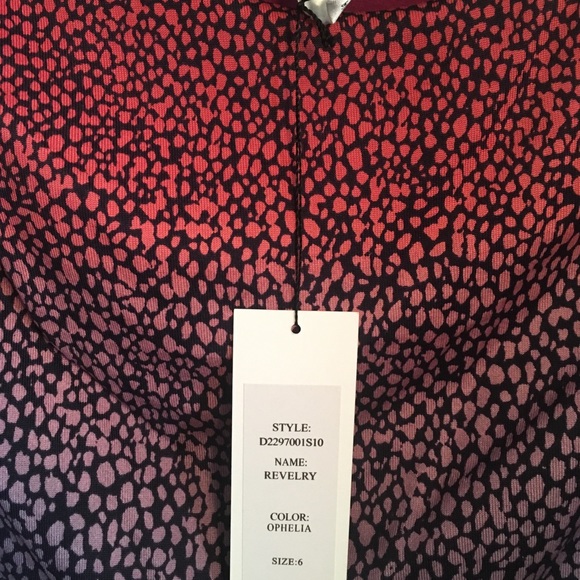 STYLE:
D2297001S10
NAME:
REVELRY
COLOR:
OPHELIA
SIZE:6